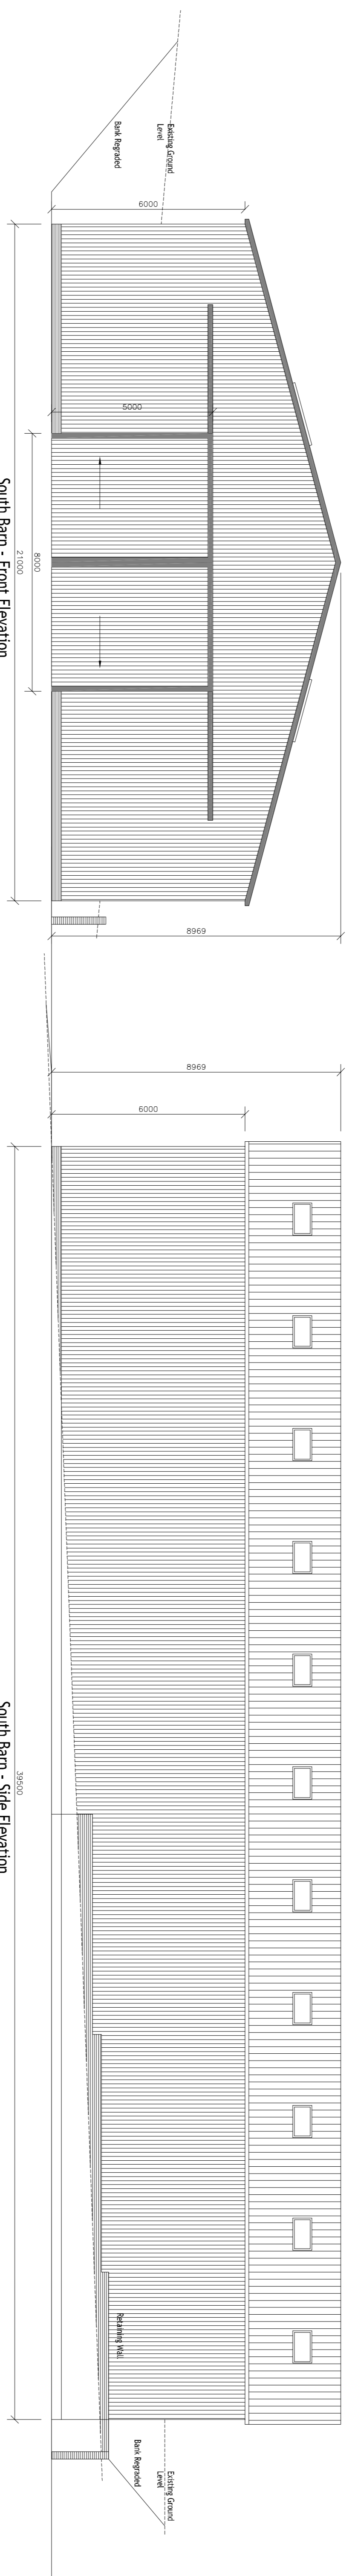 Existing Ground
Level
Bank Regraded
6000
5000
8000
21000
8969
South Barn - Front Elevation
8969
6000
39500
Retaining Wall
Bank Regraded
Existing Ground
Level
South Barn - Side Elevation